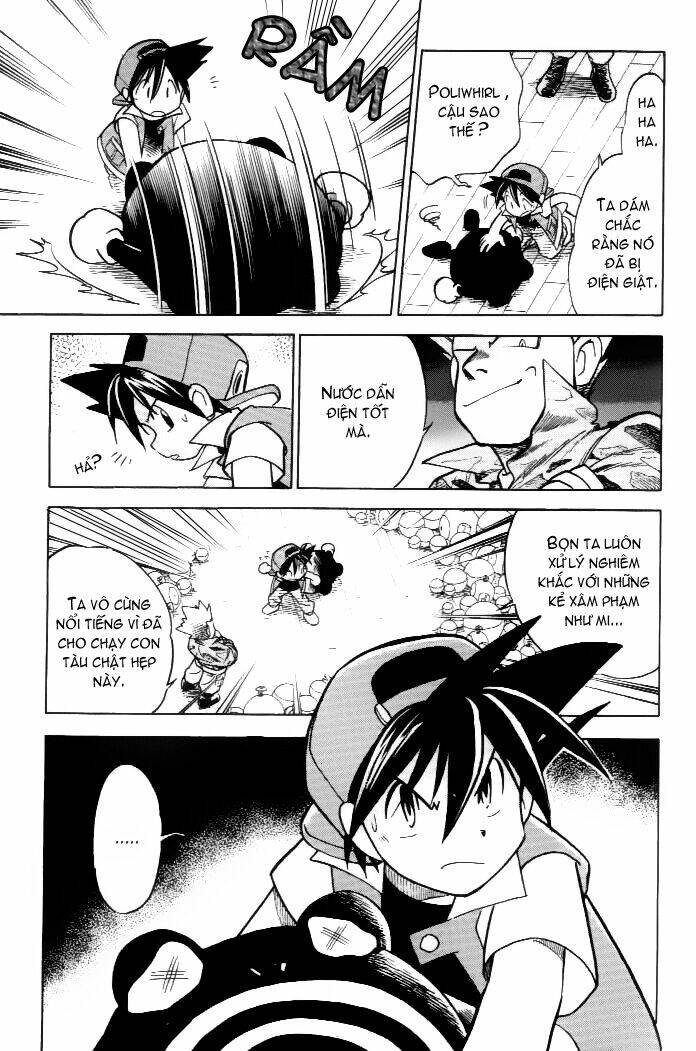 HA
HA
HA.
TA DÁM
CHẮC
RẰNG NÓ
ĐÃ BỊ
ĐIỆN GIẬT.
POLIWHIRL,
CẬU SAO
THẾ?
RẦM
NƯỚC DẪN
ĐIỆN TỐT
MÀ.
HẢ?
BỌN TA LUÔN
XỬ LÝ NGHIÊM
KHẮC VỚI NHỮNG
KẺ XÂM PHẠM
NHƯ MI...
TA VÔ CÙNG
NỔI TIẾNG VÌ ĐÃ
CHO CHẠY CON
TÀU CHẬT HẸP
NÀY.
.....